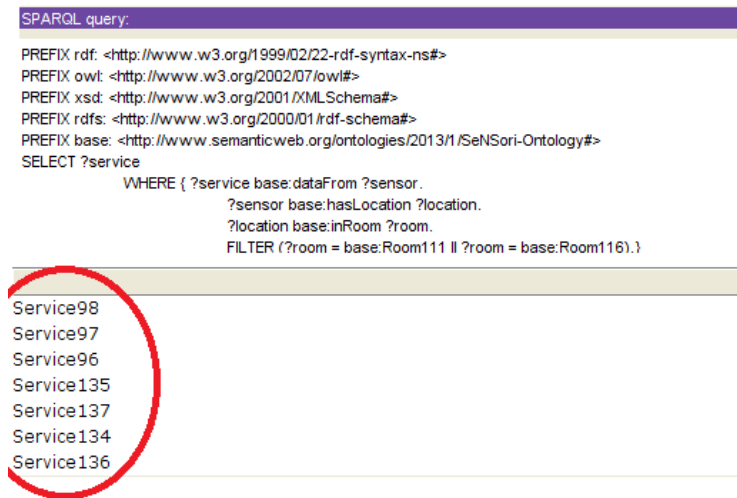 SPARQL query:
PREFIX rdf: <http://www.w3.org/1999/02/22-rdf-syntax-ns#>
PREFIX owl: <http://www.w3.org/2002/07/owl#>
PREFIX xsd: <http://www.w3.org/2001/XMLSchema#>
PREFIX rdfs: <http://www.w3.org/2000/01/rdf-schema#>
PREFIX base: <http://www.semanticweb.org/ontologies/2013/1/SeNSori-Ontology#>
SELECT ?service
WHERE { ?service base:dataFrom ?sensor.
?sensor base:hasLocation ?location.
?location base:inRoom ?room.
FILTER (?room = base:Room111 || ?room = base:Room116).}
Service98
Service97
Service96
Service135
Service137
Service134
Service136